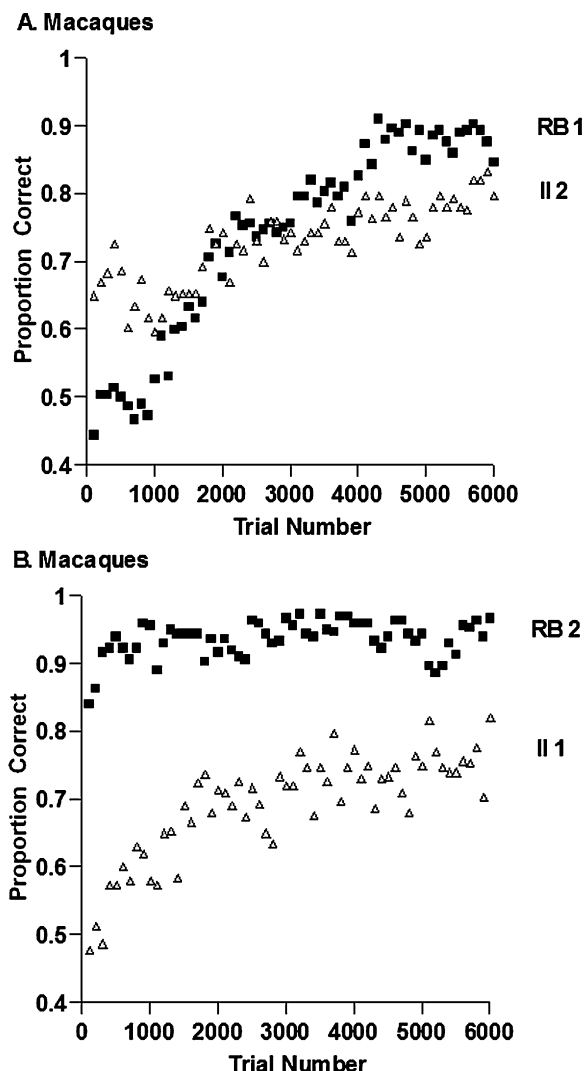 A. Macaques
1
0.9
0.8
0.7
0.6
0.5
0.4
Proportion Correct
RB 1
II 2
0 1000 2000 3000 4000 5000 6000
Trial Number
B. Macaques
1
0.9
0.8
0.7
0.6
0.5
0.4
Proportion Correct
RB 2
II 1
0 1000 2000 3000 4000 5000 6000
Trial Number